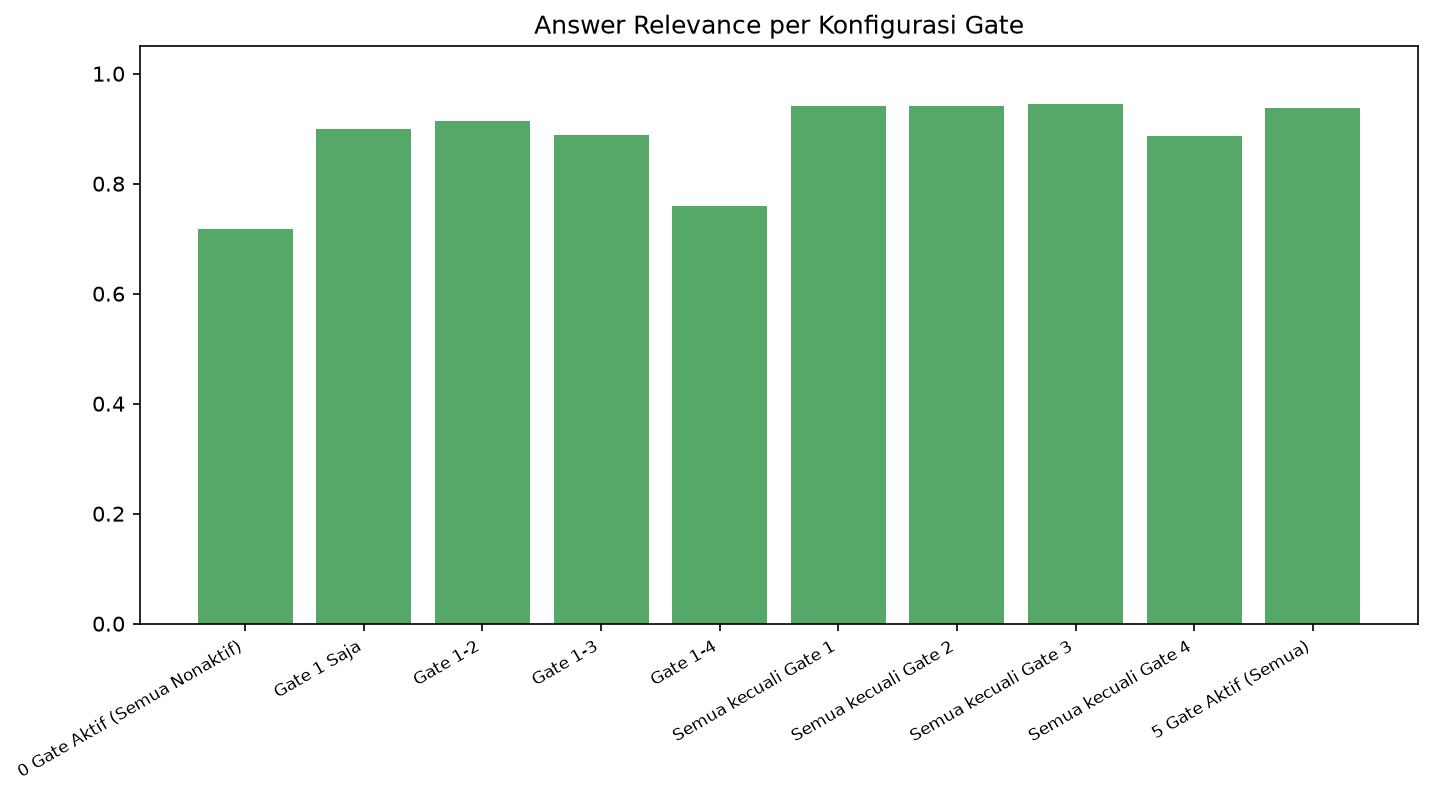 Answer Relevance per Konfigurasi Gate
1.0
0.8
0.6
0.4
0.2
0.0
0 Gate Aktif (Semua Nonaktif)
Gate 1 Saja
Gate 1-2
Gate 1-3
Gate 1-4
Semua kecuali Gate 1
Semua kecuali Gate 2
Semua kecuali Gate 3
Semua kecuali Gate 4
5 Gate Aktif (Semua)